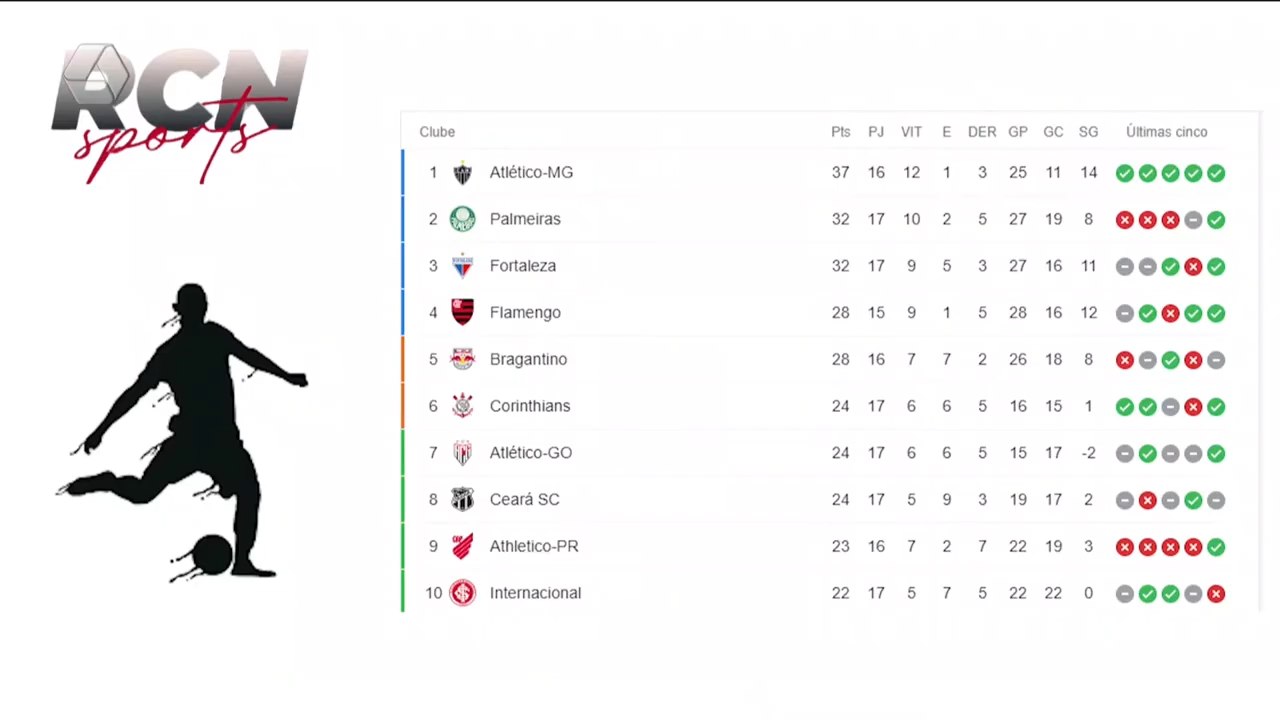 RCN
sports
Clube Pts PJ VIT E DER GP GC SG Últimas cinco
1 Atlético-MG 37 16 12 1 3 25 11 14
2 Palmeiras 32 17 10 2 5 27 19 8
3 Fortaleza 32 17 9 5 3 27 16 11
4 Flamengo 28 15 9 1 5 28 16 12
5 Bragantino 28 16 7 7 2 26 18 8
6 Corinthians 24 17 6 6 5 16 15 1
7 Atlético-GO 24 17 6 6 5 15 17 -2
8 Ceará SC 24 17 5 9 3 19 17 2
9 Athletico-PR 23 16 7 2 7 22 19 3
10 Internacional 22 17 5 7 5 22 22 0